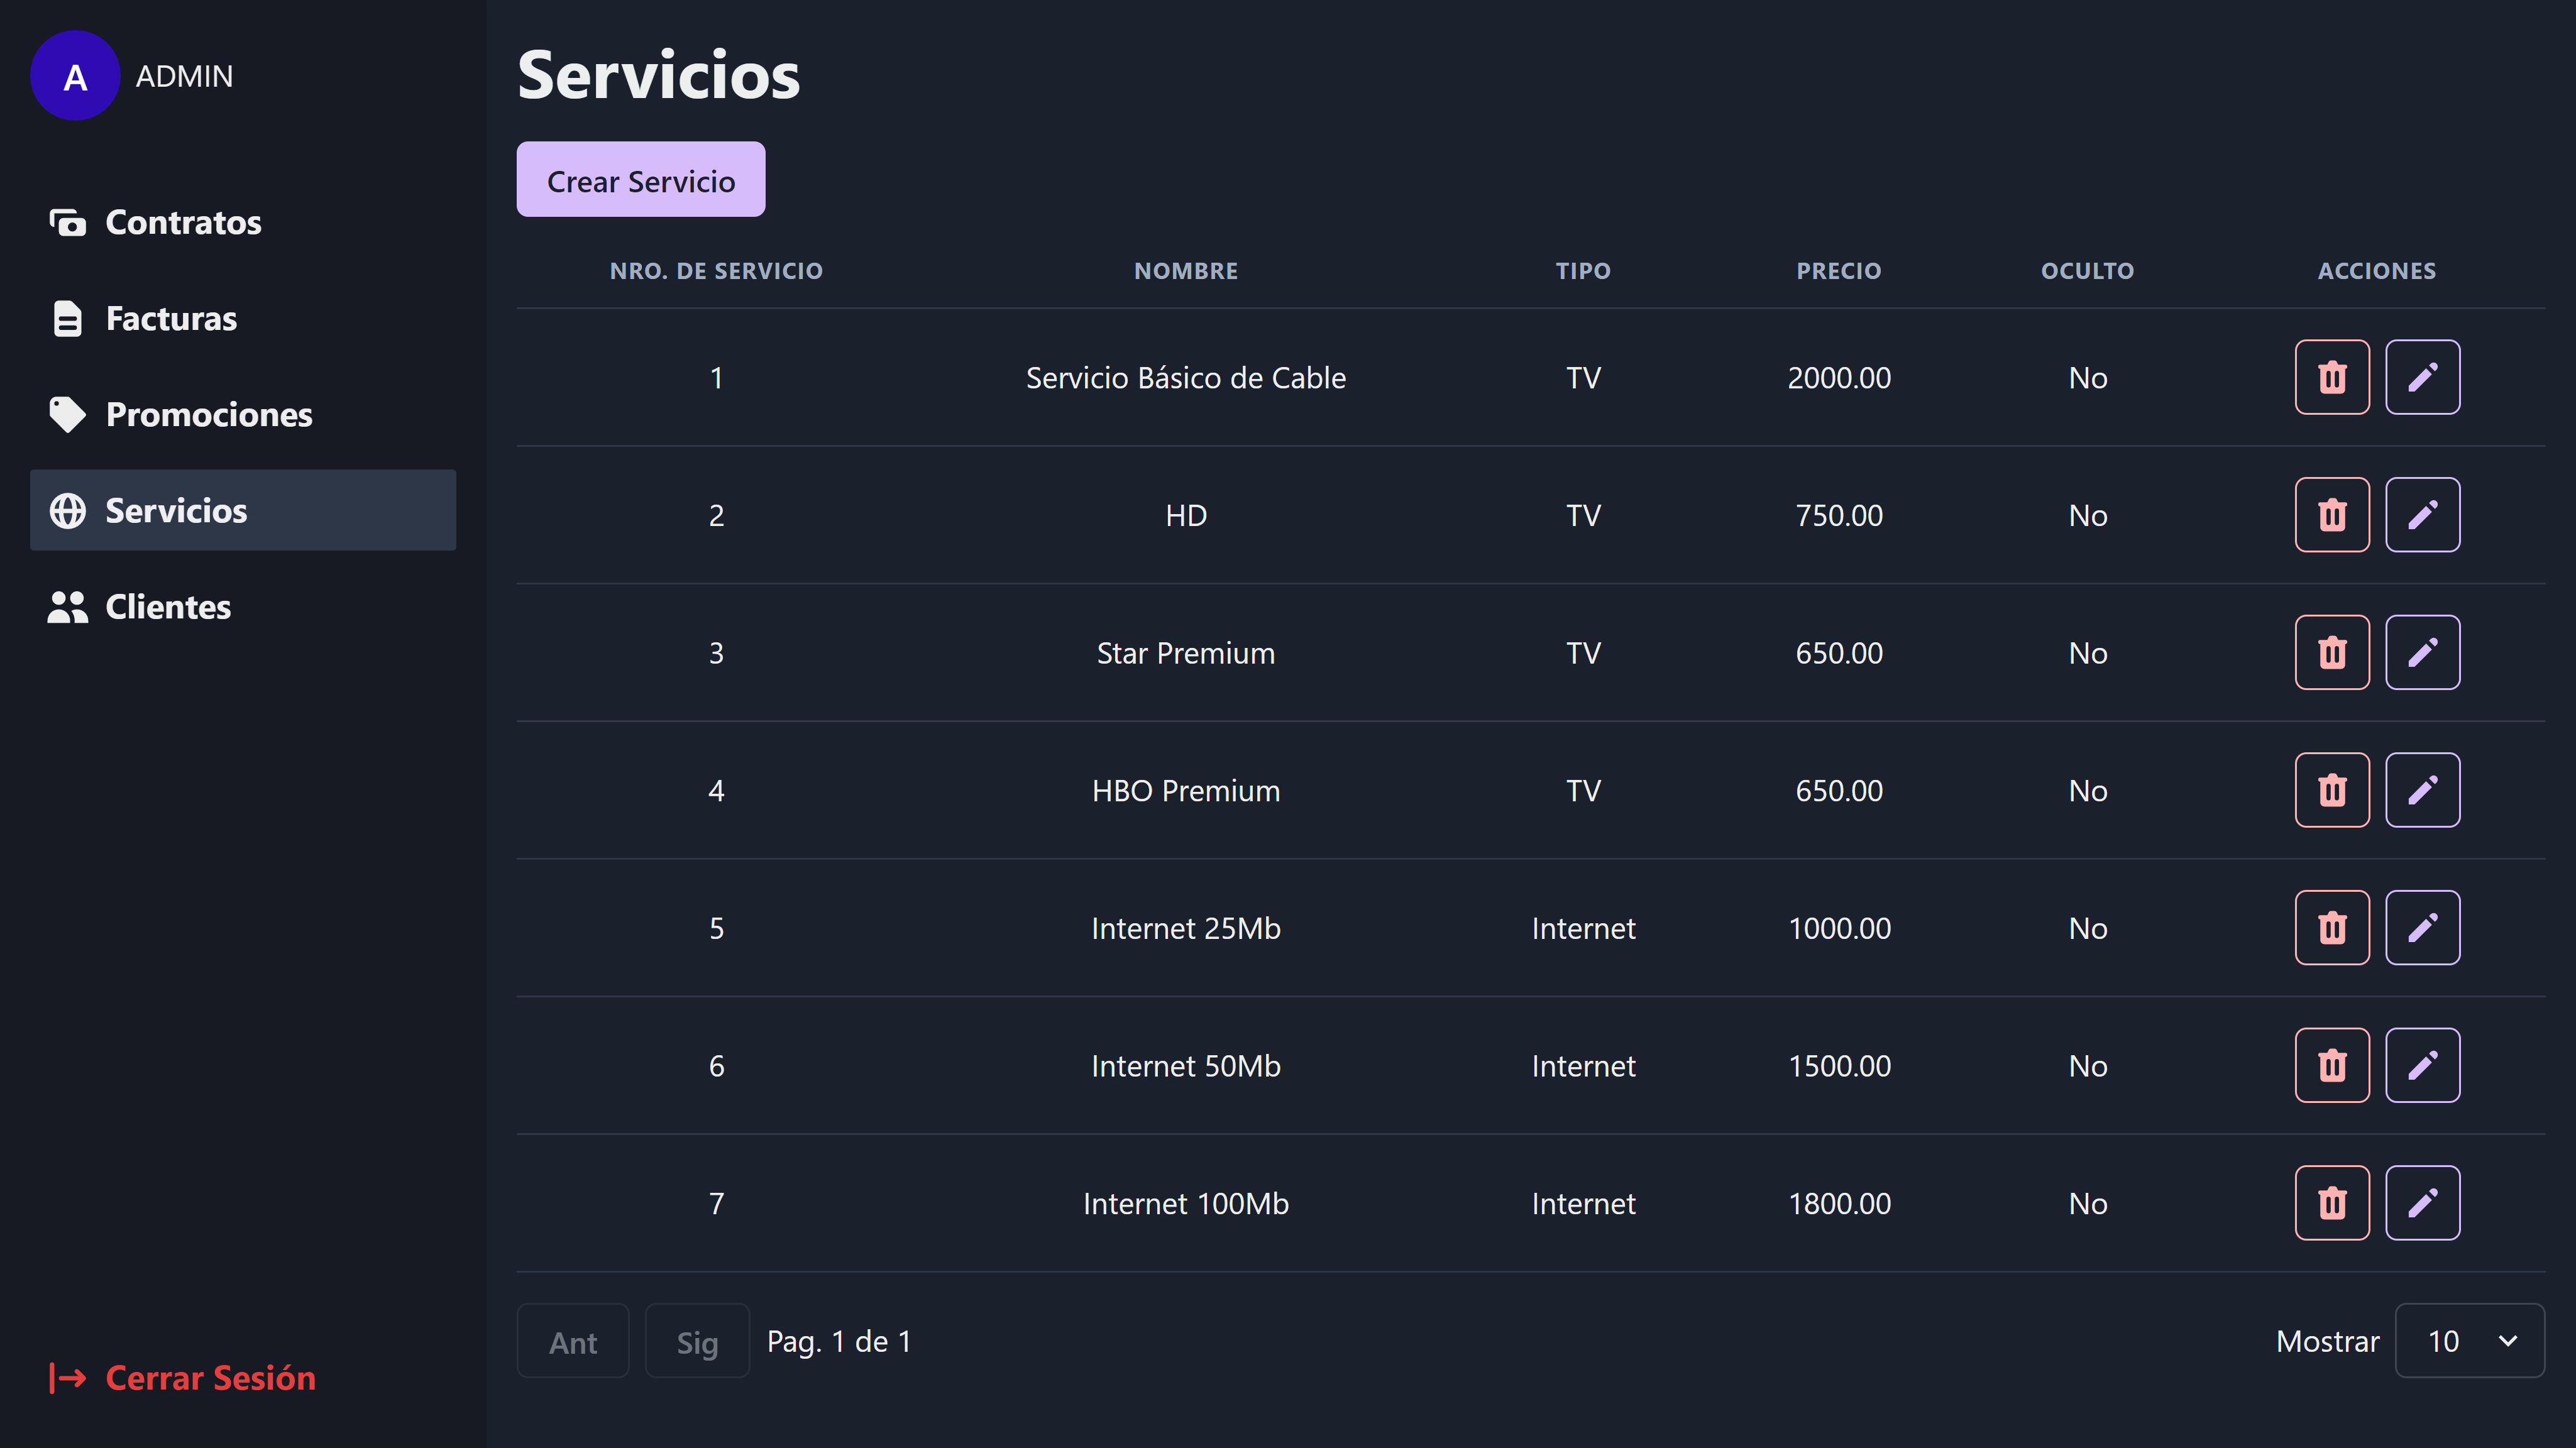 A ADMIN
Contratos
Facturas
Promociones
Servicios
Clientes
Cerrar Sesión
Servicios
Crear Servicio
NRO. DE SERVICIO NOMBRE TIPO PRECIO OCULTO ACCIONES
1 Servicio Básico de Cable TV 2000.00 No
2 HD TV 750.00 No
3 Star Premium TV 650.00 No
4 HBO Premium TV 650.00 No
5 Internet 25Mb Internet 1000.00 No
6 Internet 50Mb Internet 1500.00 No
7 Internet 100Mb Internet 1800.00 No
Ant Sig Pag. 1 de 1 Mostrar 10